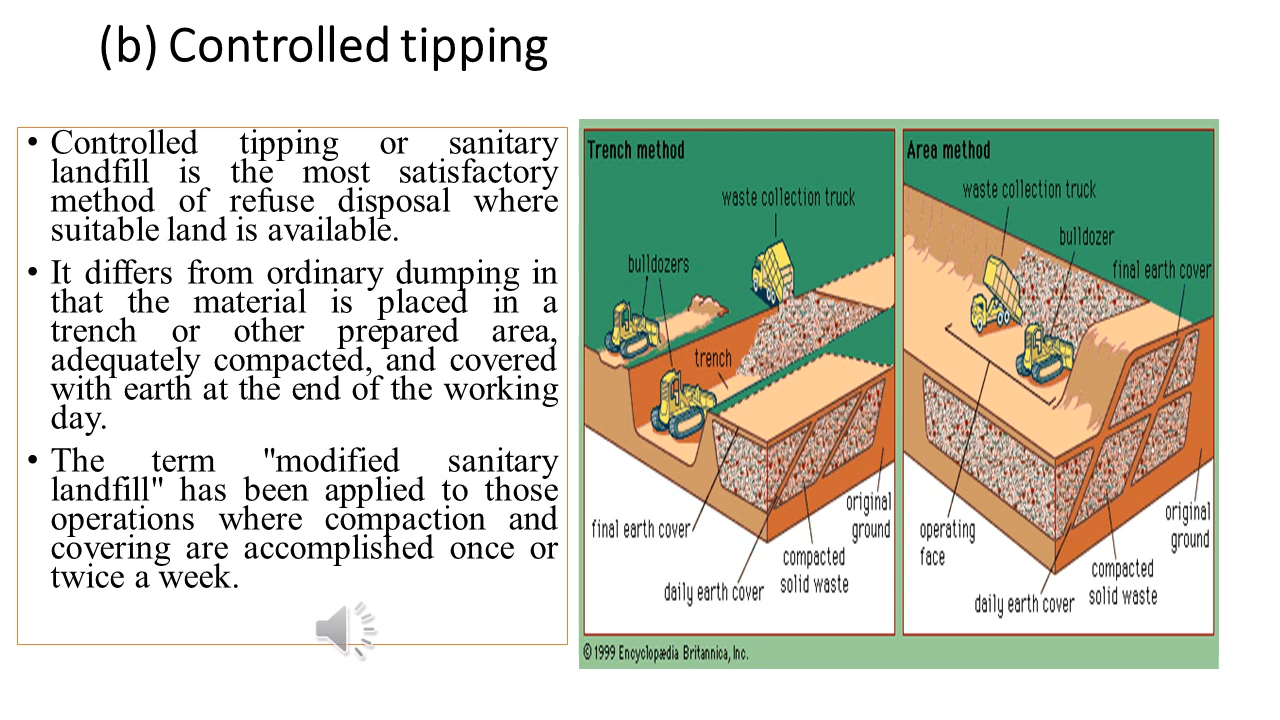 (b) Controlled tipping
• Controlled tipping or sanitary
landfill is the most satisfactory
method of refuse disposal where
suitable land is available.
• It differs from ordinary dumping in
that the material is placed in a
trench or other prepared area,
adequately compacted, and covered
with earth at the end of the working
day.
• The term "modified sanitary
landfill" has been applied to those
operations where compaction and
covering are accomplished once or
twice a week.
Trench method
waste collection truck
bulldozers
trench
final earth cover
original
ground
compacted
solid waste
daily earth cover
Area method
waste collection truck
bulldozer
final earth cover
operating
face
original
ground
compacted
solid waste
daily earth cover
© 1999 Encyclopædia Britannica, Inc.